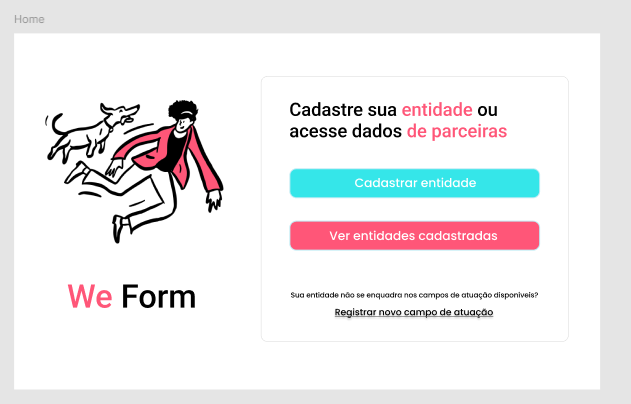 Home
Cadastre sua entidade ou
acesse dados de parceiras
Cadastrar entidade
Ver entidades cadastradas
Sua entidade não se enquadra nos campos de atuação disponíveis?
Registrar novo campo de atuação
We Form